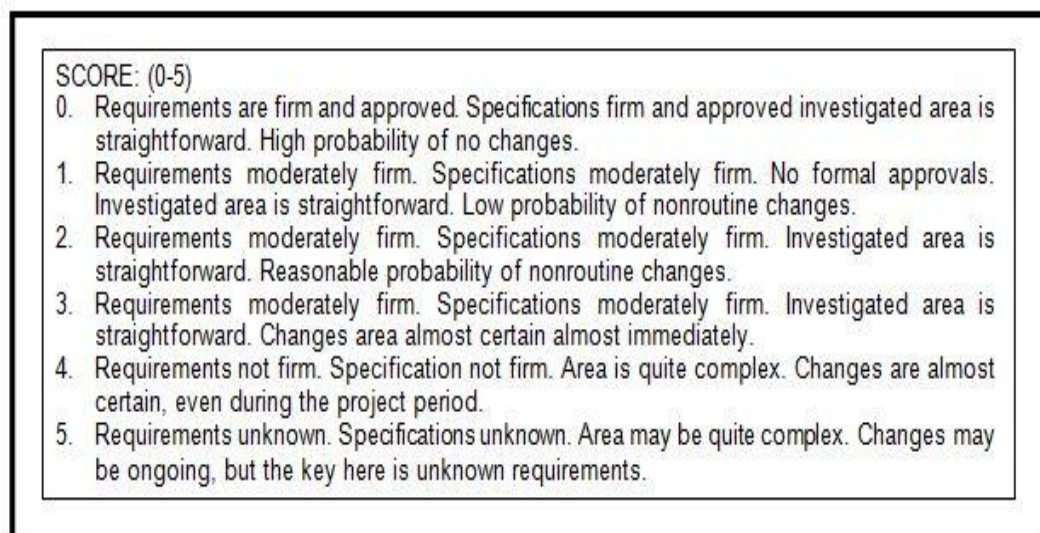 SCORE: (0-5)
0. Requirements are firm and approved. Specifications firm and approved investigated area is
straightforward. High probability of no changes.
1. Requirements moderately firm. Specifications moderately firm. No formal approvals.
Investigated area is straightforward. Low probability of nonroutine changes.
2. Requirements moderately firm. Specifications moderately firm. Investigated area is
straightforward. Reasonable probability of nonroutine changes.
3. Requirements moderately firm. Specifications moderately firm. Investigated area is
straightforward. Changes area almost certain almost immediately.
4. Requirements not firm. Specification not firm. Area is quite complex. Changes are almost
certain, even during the project period.
5. Requirements unknown. Specifications unknown. Area may be quite complex. Changes may
be ongoing, but the key here is unknown requirements.